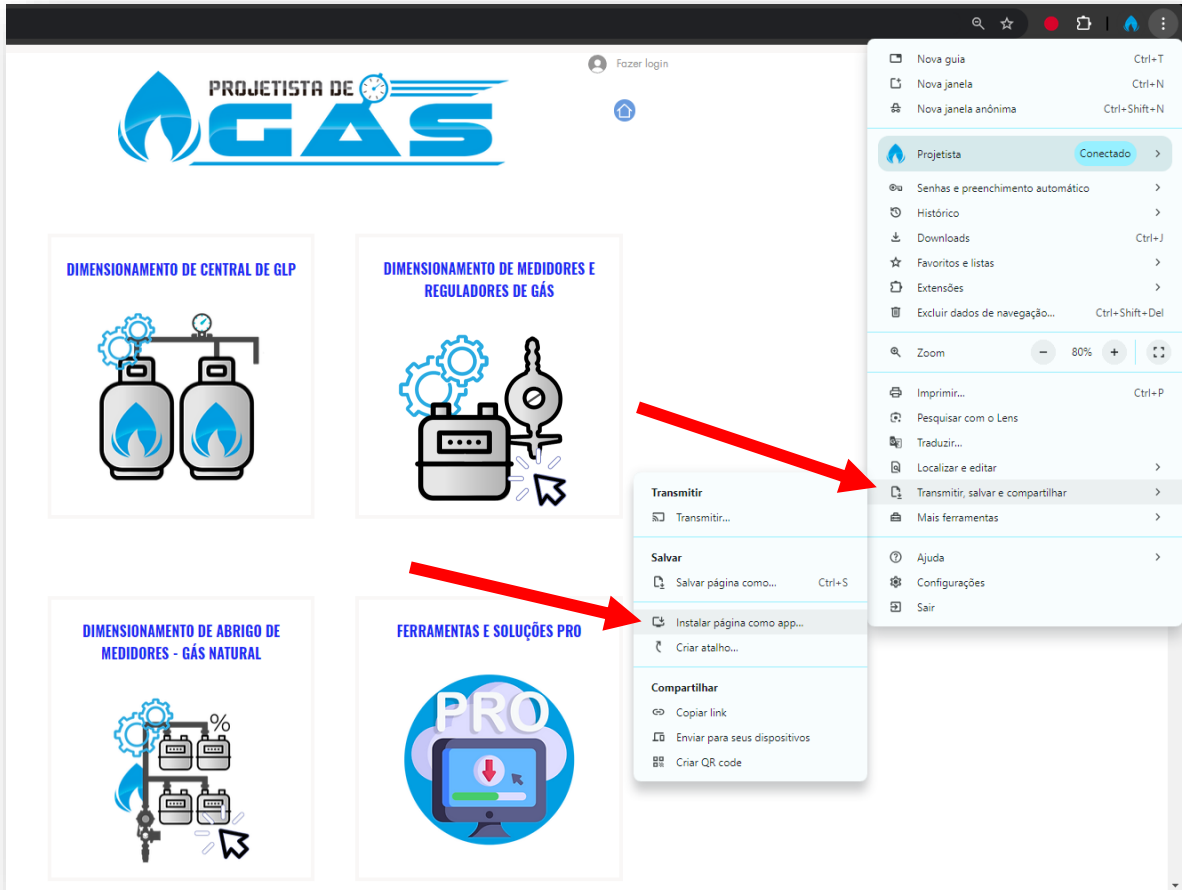 Fazer login
PROJETISTA DE
GÁS
DIMENSIONAMENTO DE CENTRAL DE GLP
DIMENSIONAMENTO DE MEDIDORES E
REGULADORES DE GÁS
DIMENSIONAMENTO DE ABRIGO DE
MEDIDORES - GÁS NATURAL
%
FERRAMENTAS E SOLUÇÕES PRO
PRO
Nova guia Ctrl+T
Nova janela Ctrl+N
Nova janela anônima Ctrl+Shift+N
Projetista Conectado
Senhas e preenchimento automático
Histórico
Downloads Ctrl+J
Favoritos e listas
Extensões
Excluir dados de navegação... Ctrl+Shift+Del
Zoom − 80% +
Imprimir... Ctrl+P
Pesquisar com o Lens
Traduzir...
Localizar e editar
Transmitir, salvar e compartilhar
Mais ferramentas
Ajuda
Configurações
Sair
Transmitir
Transmitir...
Salvar
Salvar página como... Ctrl+S
Instalar página como app...
Criar atalho...
Compartilhar
Copiar link
Enviar para seus dispositivos
Criar QR code